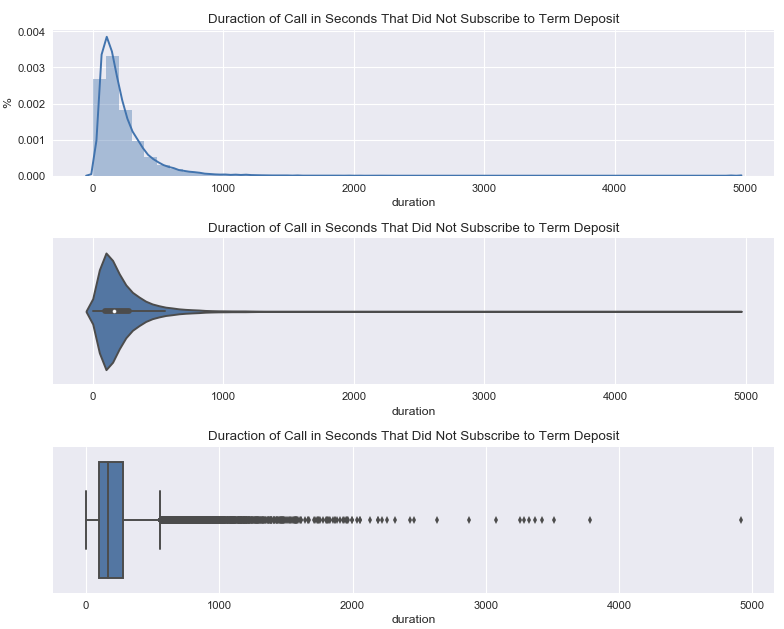 Duraction of Call in Seconds That Did Not Subscribe to Term Deposit
0.004
0.003
0.002
0.001
0.000
%
0 1000 2000 3000 4000 5000
duration
Duraction of Call in Seconds That Did Not Subscribe to Term Deposit
0 1000 2000 3000 4000 5000
duration
Duraction of Call in Seconds That Did Not Subscribe to Term Deposit
0 1000 2000 3000 4000 5000
duration